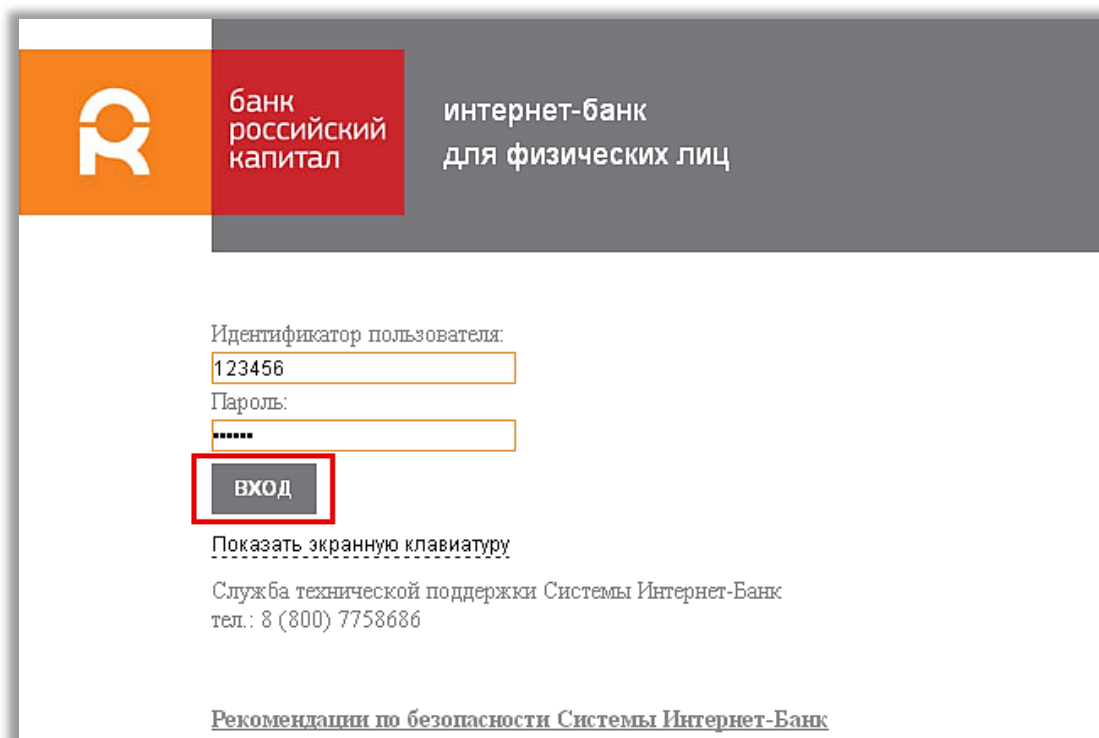 банк
российский
капитал
интернет-банк
для физических лиц
Идентификатор пользователя:
123456
Пароль:
••••••
ВХОД
Показать экранную клавиатуру
Служба технической поддержки Системы Интернет-Банк
тел.: 8 (800) 7758686
Рекомендации по безопасности Системы Интернет-Банк